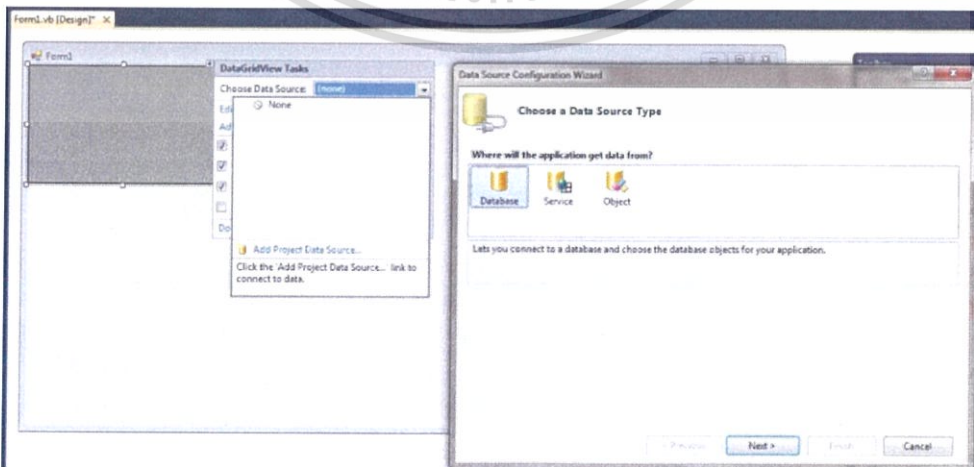 Form1.vb [Design]* ×
Form1
DataGridView Tasks
Choose Data Source: (none)
None
Add Project Data Source...
Click the 'Add Project Data Source...' link to
connect to data.
Data Source Configuration Wizard
Choose a Data Source Type
Where will the application get data from?
Database Service Object
Lets you connect to a database and choose the database objects for your application.
< Previous Next > Finish Cancel